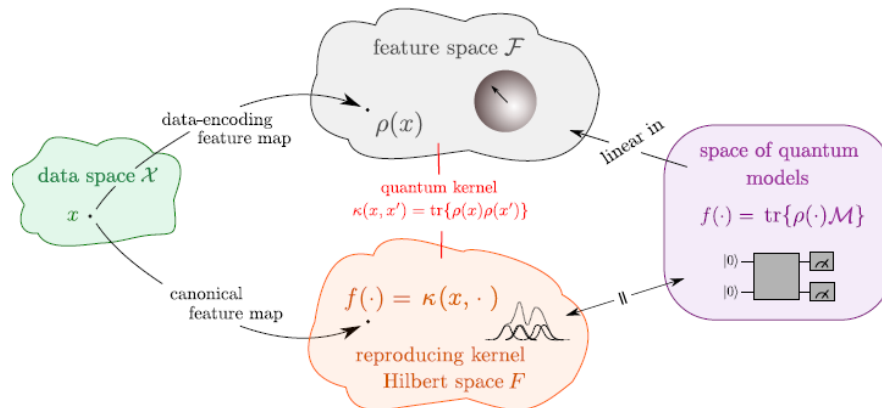 feature space 𝓕
ρ(x)
data-encoding
feature map
data space 𝒳
x
quantum kernel
κ(x, x′) = tr{ρ(x)ρ(x′)}
linear in
space of quantum
models
f(·) = tr{ρ(·)ℳ}
|0⟩
|0⟩
canonical
feature map
f(·) = κ(x, ·)
reproducing kernel
Hilbert space F
=